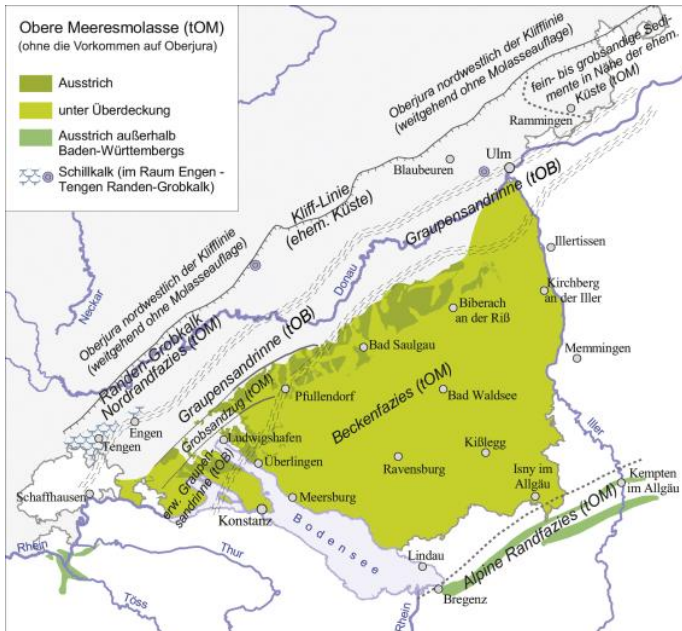 Obere Meeresmolasse (tOM)
(ohne die Vorkommen auf Oberjura)
Ausstrich
unter Überdeckung
Ausstrich außerhalb
Baden-Württembergs
Schillkalk (im Raum Engen -
Tengen Randen-Grobkalk)
Oberjura nordwestlich der Klifflinie
(weitgehend ohne Molasseauflage)
fein- bis grobsandige Sedi-
mente in Nähe der ehem.
Küste (tOM)
Rammingen
Ulm
Blaubeuren
Kliff-Linie
(ehem. Küste)
Graupensandrinne (tOB)
Illertissen
Donau
Neckar
Kirchberg
an der Iller
Oberjura nordwestlich der Klifflinie
(weitgehend ohne Molasseauflage)
Biberach
an der Riß
Randen-Grobkalk
Nordrandfazies (tOM)
Graupensandrinne (tOB)
Grobsandzug (tOM)
Bad Saulgau
Memmingen
Pfullendorf
Beckenfazies (tOM)
Bad Waldsee
Iller
Engen
Tengen
Ludwigshafen
Überlingen
erw. Graupen-
sandrinne (tOB)
Ravensburg
Kißlegg
Isny im
Allgäu
Kempten
im Allgäu
Schaffhausen
Meersburg
Konstanz
Bodensee
Alpine Randfazies (tOM)
Rhein
Thur
Töss
Lindau
Bregenz
Rhein